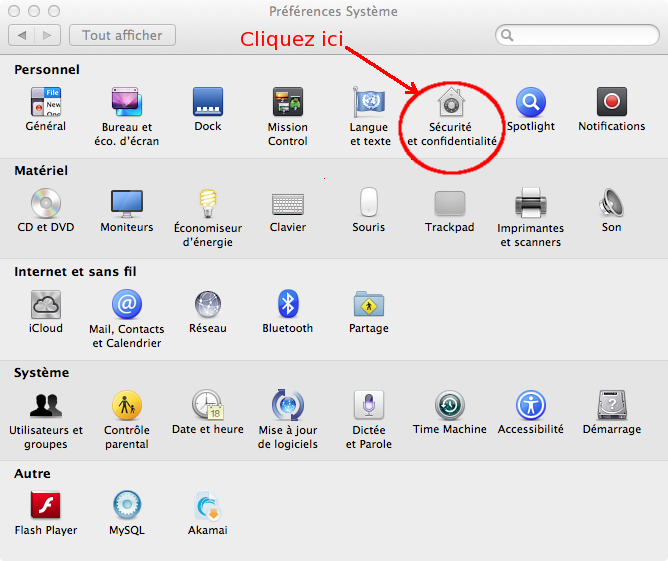 Préférences Système
Tout afficher
Cliquez ici
Personnel
File
New
Général
Bureau et
éco. d'écran
Dock
Mission
Control
Langue
et texte
Sécurité
et confidentialité
Spotlight
Notifications
Matériel
CD et DVD
Moniteurs
Économiseur
d'énergie
Clavier
Souris
Trackpad
Imprimantes
et scanners
Son
Internet et sans fil
iCloud
@
Mail, Contacts
et Calendrier
Réseau
Bluetooth
Partage
Système
Utilisateurs et
groupes
Contrôle
parental
18
Date et heure
Mise à jour
de logiciels
Dictée
et Parole
Time Machine
Accessibilité
?
Démarrage
Autre
Flash Player
MySQL
Akamai